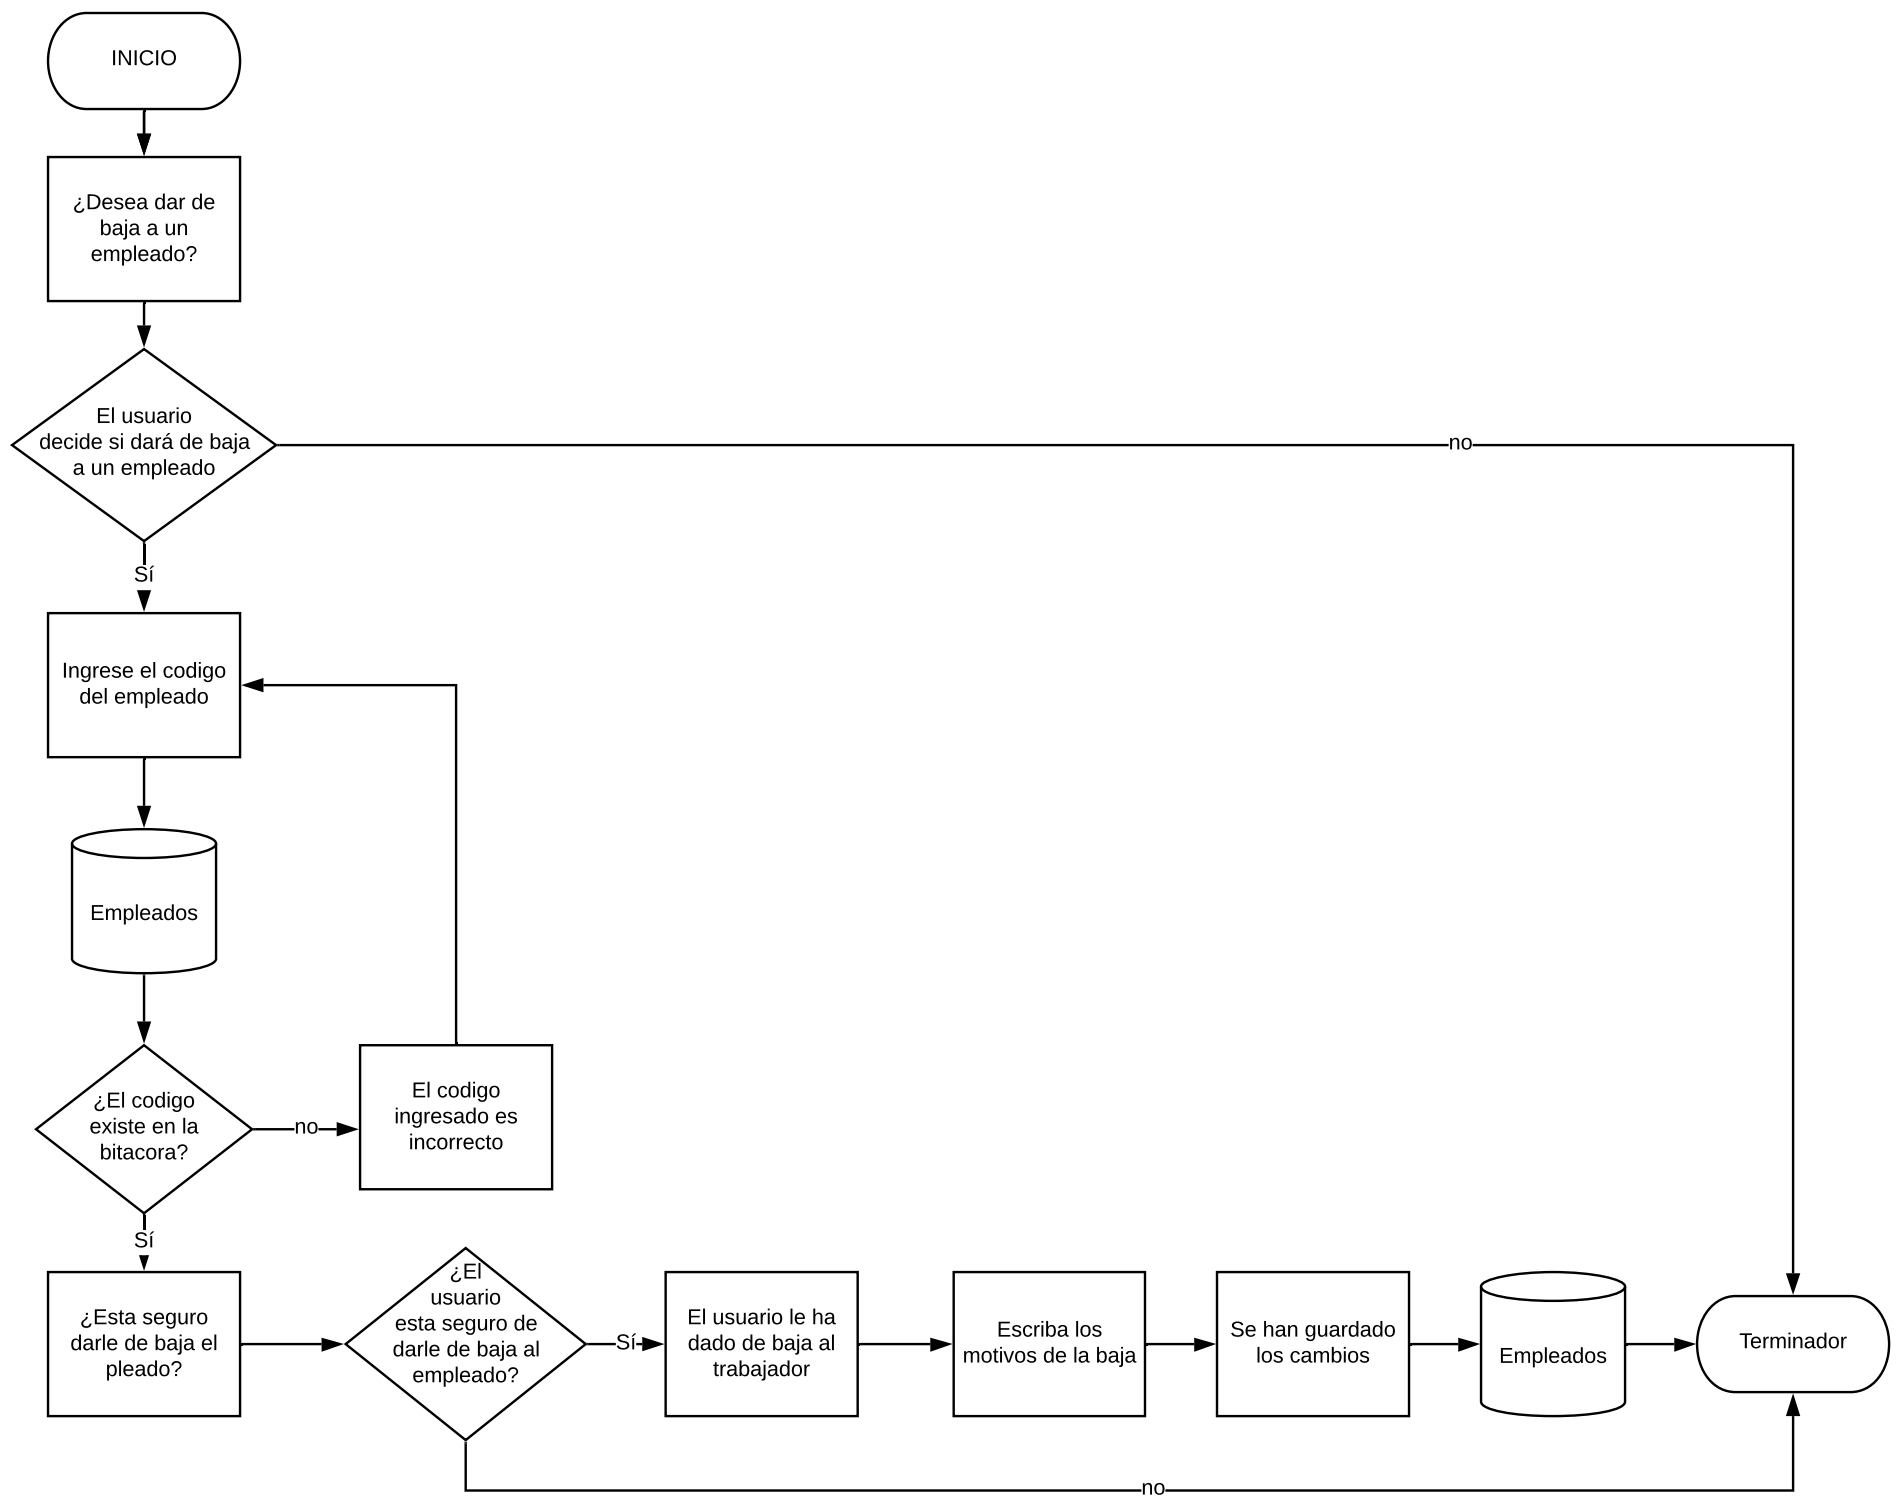 INICIO
¿Desea dar de
baja a un
empleado?
El usuario
decide si dará de baja
a un empleado
no
Sí
Ingrese el codigo
del empleado
Empleados
¿El codigo
existe en la
bitacora?
no
El codigo
ingresado es
incorrecto
Sí
¿Esta seguro
darle de baja el
pleado?
¿El
usuario
esta seguro de
darle de baja al
empleado?
Sí
El usuario le ha
dado de baja al
trabajador
Escriba los
motivos de la baja
Se han guardado
los cambios
Empleados
Terminador
no